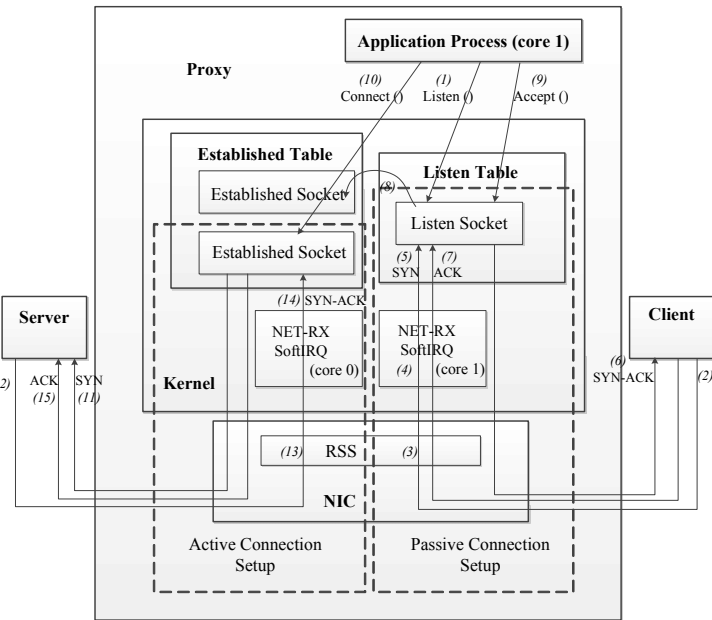 Application Process (core 1)
Proxy
(10) (1) (9)
Connect () Listen () Accept ()
Established Table
Listen Table
Established Socket
(8)
Listen Socket
Established Socket
(5) (7)
SYN ACK
(14) SYN-ACK
Server
Client
NET-RX
SoftIRQ
(core 0)
NET-RX
SoftIRQ
(4) (core 1)
Kernel
2) ACK SYN
(15) (11)
(6)
SYN-ACK (2)
(13) RSS (3)
NIC
Active Connection
Setup
Passive Connection
Setup